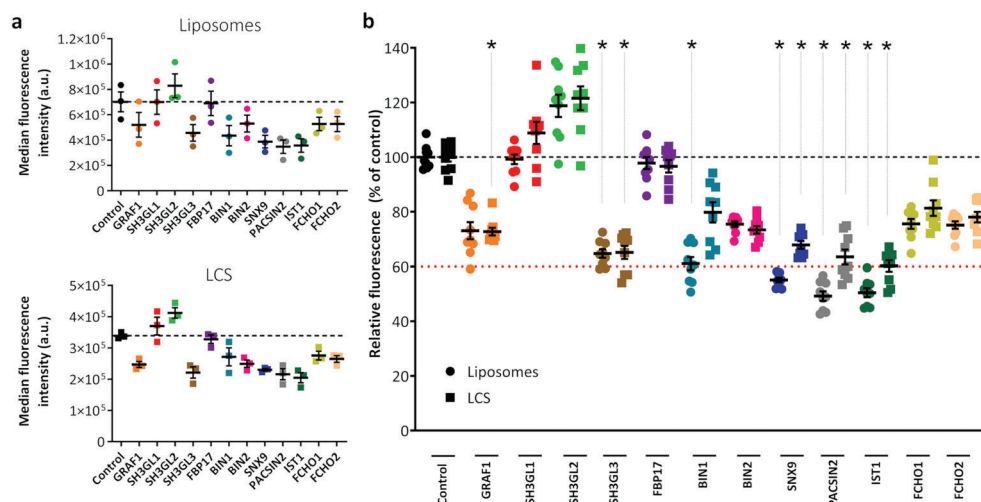 a
Liposomes
Median fluorescence
intensity (a.u.)
1.2×10⁶
1×10⁶
8×10⁵
6×10⁵
4×10⁵
2×10⁵
0
Control
GRAF1
SH3GL1
SH3GL2
SH3GL3
FBP17
BIN1
BIN2
SNX9
PACSIN2
IST1
FCHO1
FCHO2
LCS
Median fluorescence
intensity (a.u.)
5×10⁵
4×10⁵
3×10⁵
2×10⁵
1×10⁵
0
Control
GRAF1
SH3GL1
SH3GL2
SH3GL3
FBP17
BIN1
BIN2
SNX9
PACSIN2
IST1
FCHO1
FCHO2
b
Relative fluorescence (% of control)
140
120
100
80
60
40
20
0
* * * * * * * * * *
Liposomes
LCS
Control
GRAF1
SH3GL1
SH3GL2
SH3GL3
FBP17
BIN1
BIN2
SNX9
PACSIN2
IST1
FCHO1
FCHO2